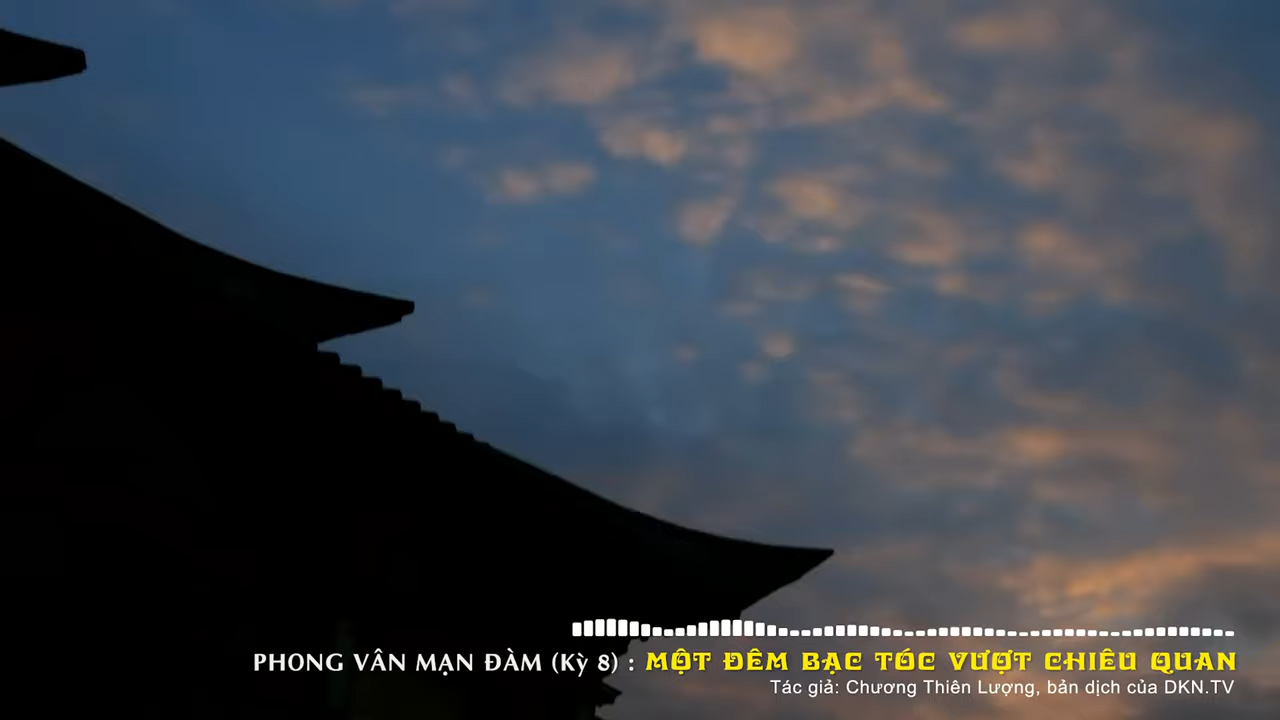 PHONG VÂN MẠN ĐÀM (Kỳ 8) : MỘT ĐÊM BẠC TÓC VƯỢT CHIÊU QUAN
Tác giả: Chương Thiên Lượng, bản dịch của DKN.TV